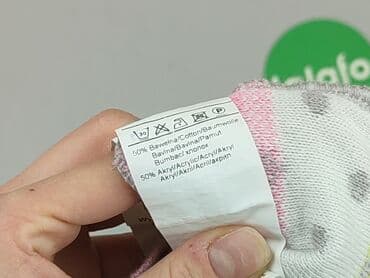 50% Bawełna/Cotton/Baumwolle
Bavlna/Bavlna/Pamut
Bumbac/хлопок
50% Akryl/Acrylic/Acryl/Akryl
Akryl/Akril/Acril/акрил